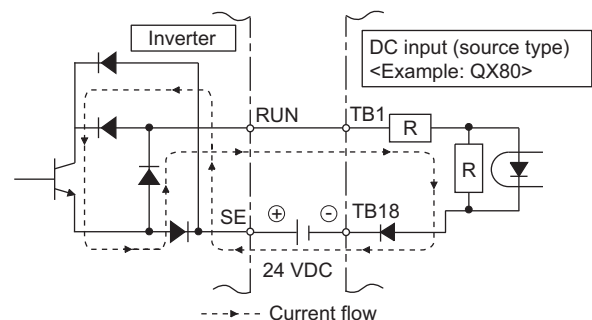 Inverter
DC input (source type)
<Example: QX80>
RUN
TB1
R
R
SE
+
-
TB18
24 VDC
Current flow